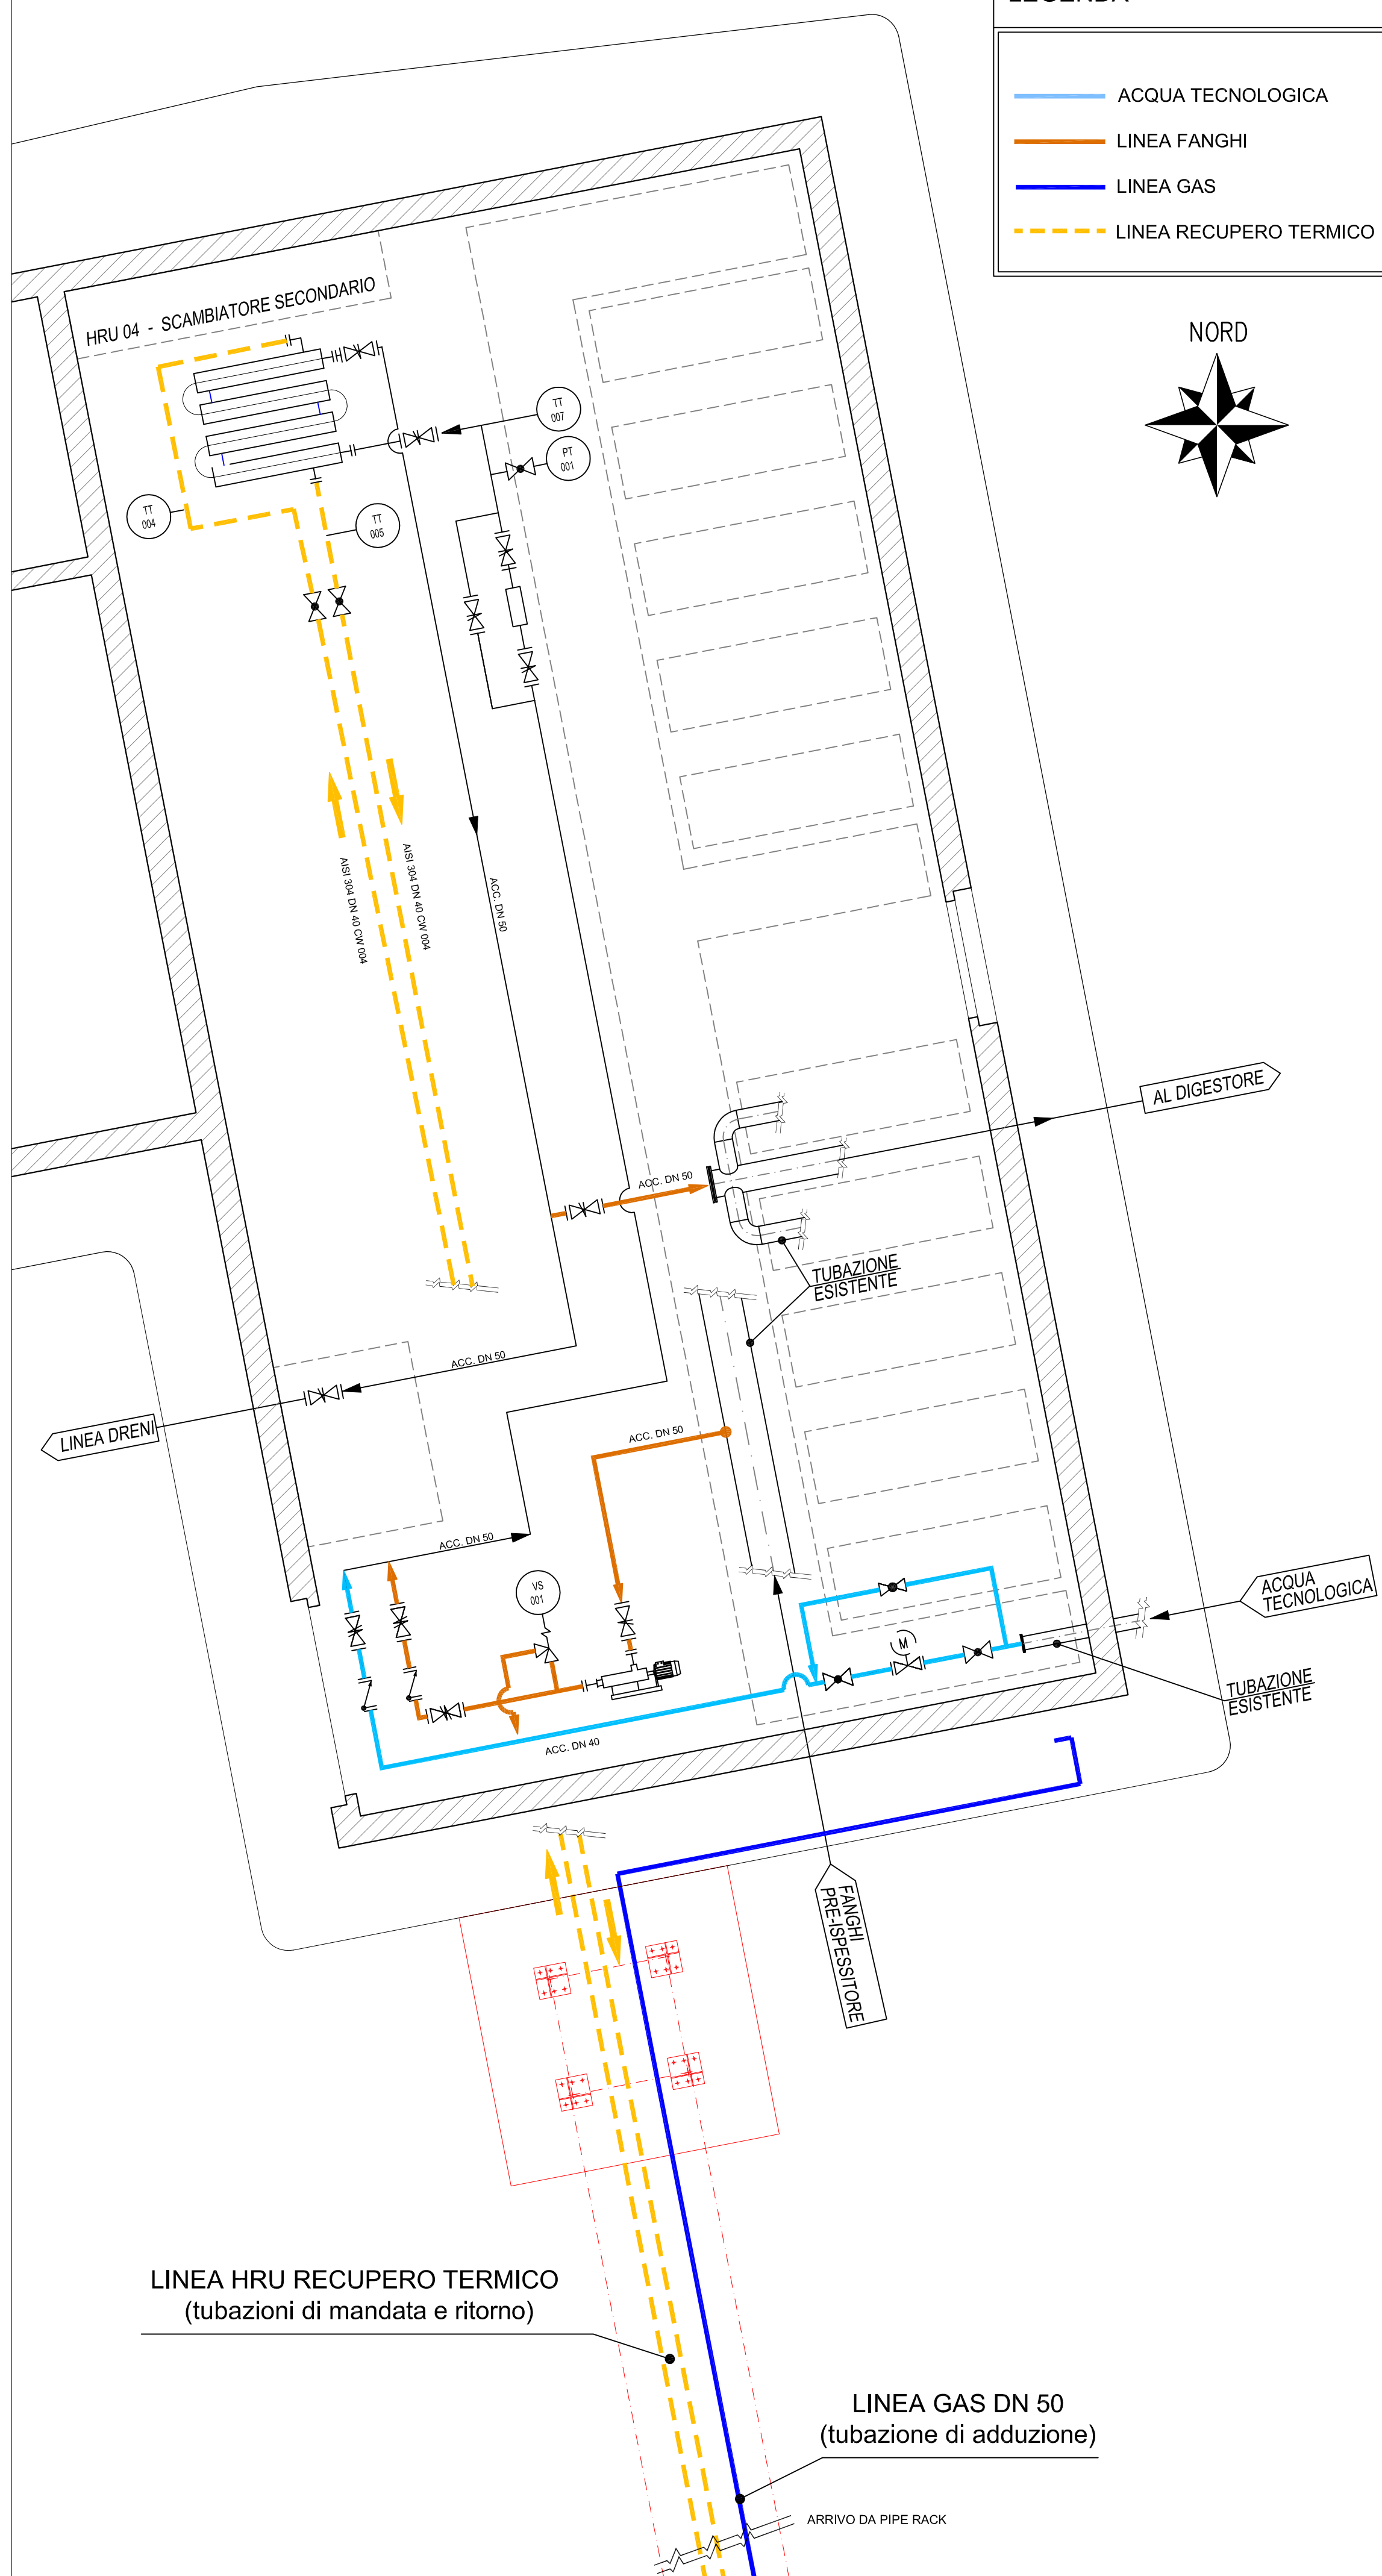 LEGENDA
ACQUA TECNOLOGICA
LINEA FANGHI
LINEA GAS
LINEA RECUPERO TERMICO
NORD
HRU 04 - SCAMBIATORE SECONDARIO
TT
007
PT
001
TT
004
TT
005
AISI 304 DN 40 CW 004
AISI 304 DN 40 CW 004
ACC. DN 50
AL DIGESTORE
ACC. DN 50
TUBAZIONE
ESISTENTE
ACC. DN 50
LINEA DRENI
ACC. DN 50
ACC. DN 50
VS
001
ACQUA
TECNOLOGICA
M
TUBAZIONE
ESISTENTE
ACC. DN 40
FANGHI
PRE-ISPESSITORE
LINEA HRU RECUPERO TERMICO
(tubazioni di mandata e ritorno)
LINEA GAS DN 50
(tubazione di adduzione)
ARRIVO DA PIPE RACK